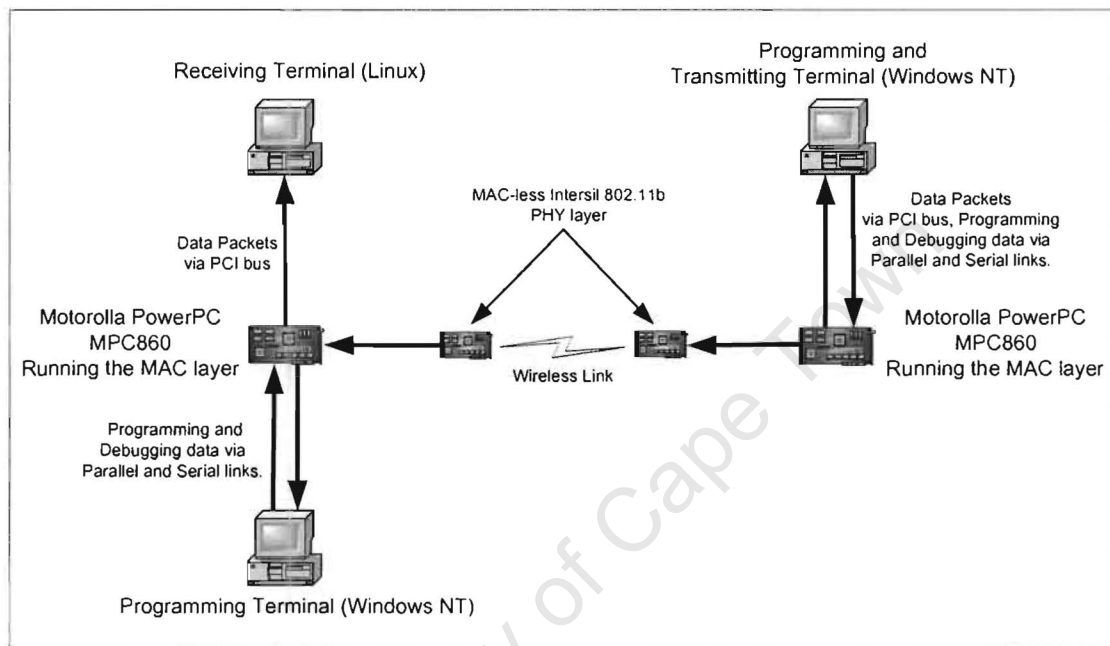 Receiving Terminal (Linux)
Programming and
Transmitting Terminal (Windows NT)
MAC-less Intersil 802.11b
PHY layer
Data Packets
via PCI bus
Data Packets
via PCI bus, Programming
and Debugging data via
Parallel and Serial links.
Motorolla PowerPC
MPC860
Running the MAC layer
Wireless Link
Motorolla PowerPC
MPC860
Running the MAC layer
Programming and
Debugging data via
Parallel and Serial links.
Programming Terminal (Windows NT)
of Cape Town